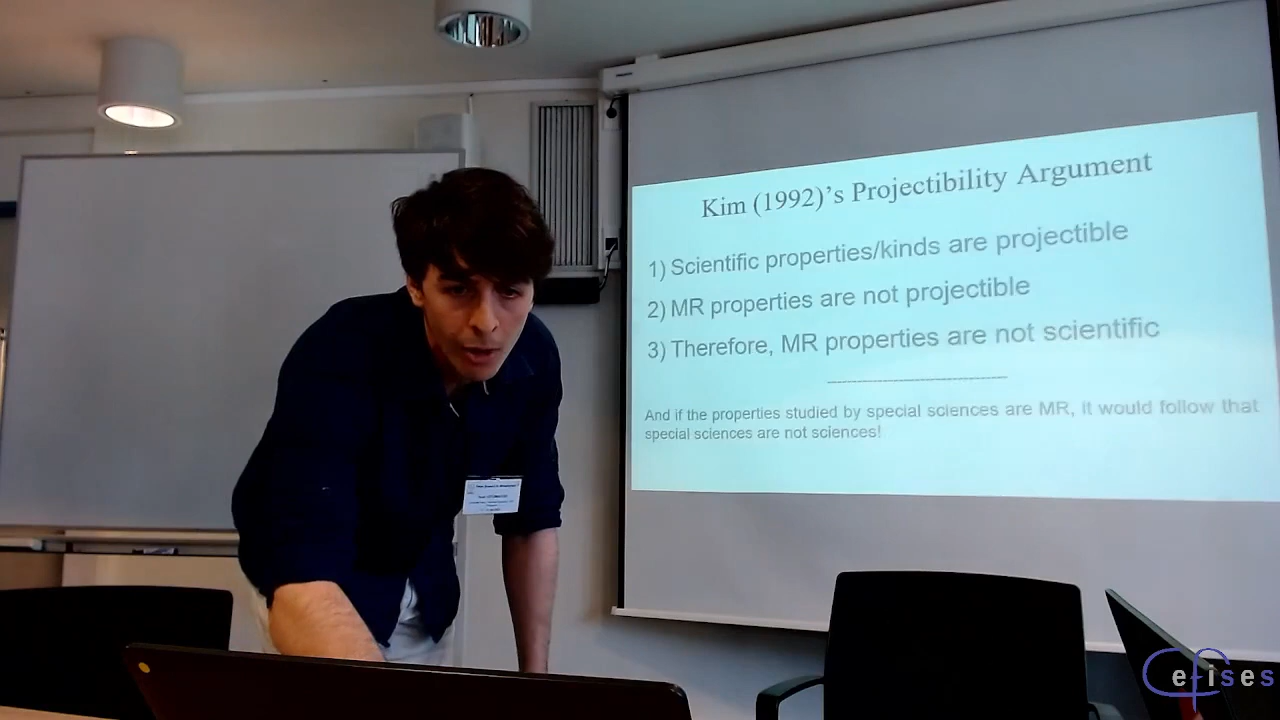 Kim (1992)'s Projectibility Argument
1) Scientific properties/kinds are projectible
2) MR properties are not projectible
3) Therefore, MR properties are not scientific
And if the properties studied by special sciences are MR, it would follow that
special sciences are not sciences!
Cefises